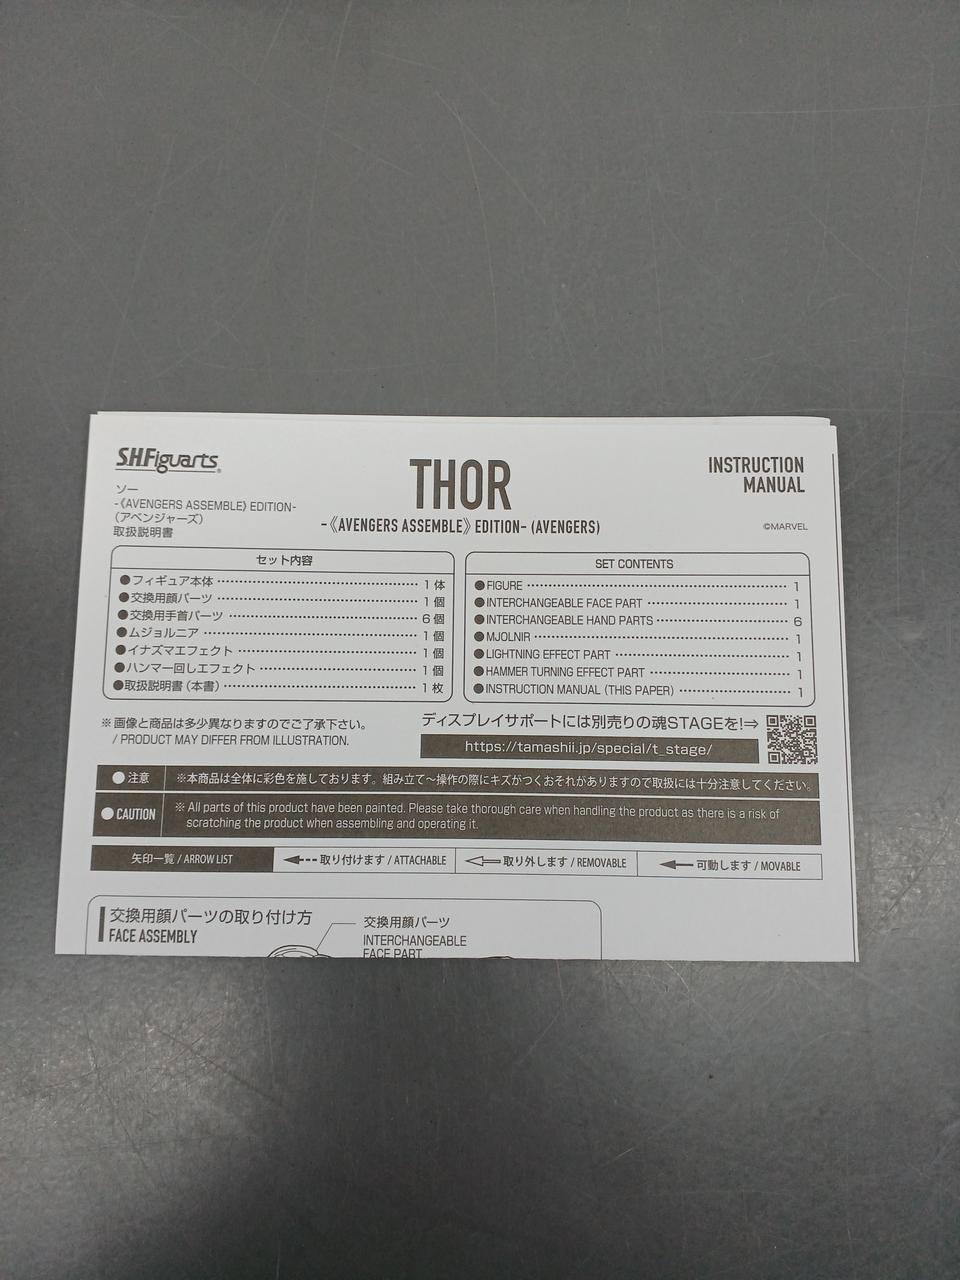 S.H.Figuarts
ソー
-《AVENGERS ASSEMBLE》EDITION-
(アベンジャーズ)
取扱説明書
THOR
-《AVENGERS ASSEMBLE》EDITION- (AVENGERS)
INSTRUCTION
MANUAL
©MARVEL
セット内容
●フィギュア本体 1体
●交換用顔パーツ 1個
●交換用手首パーツ 6個
●ムジョルニア 1個
●イナズマエフェクト 1個
●ハンマー回しエフェクト 1個
●取扱説明書(本書) 1枚
SET CONTENTS
●FIGURE 1
●INTERCHANGEABLE FACE PART 1
●INTERCHANGEABLE HAND PARTS 6
●MJOLNIR 1
●LIGHTNING EFFECT PART 1
●HAMMER TURNING EFFECT PART 1
●INSTRUCTION MANUAL (THIS PAPER) 1
※画像と商品は多少異なりますのでご了承下さい。
/ PRODUCT MAY DIFFER FROM ILLUSTRATION.
ディスプレイサポートには別売りの魂STAGEを!⇒
https://tamashii.jp/special/t_stage/
●注意 ※本商品は全体に彩色を施しております。組み立て〜操作の際にキズがつくおそれがありますので取扱には十分注意してください。
●CAUTION ※ All parts of this product have been painted. Please take thorough care when handling the product as there is a risk of
scratching the product when assembling and operating it.
矢印一覧 / ARROW LIST 取り付けます / ATTACHABLE 取り外します / REMOVABLE 可動します / MOVABLE
交換用顔パーツの取り付け方
FACE ASSEMBLY
交換用顔パーツ
INTERCHANGEABLE
FACE PART